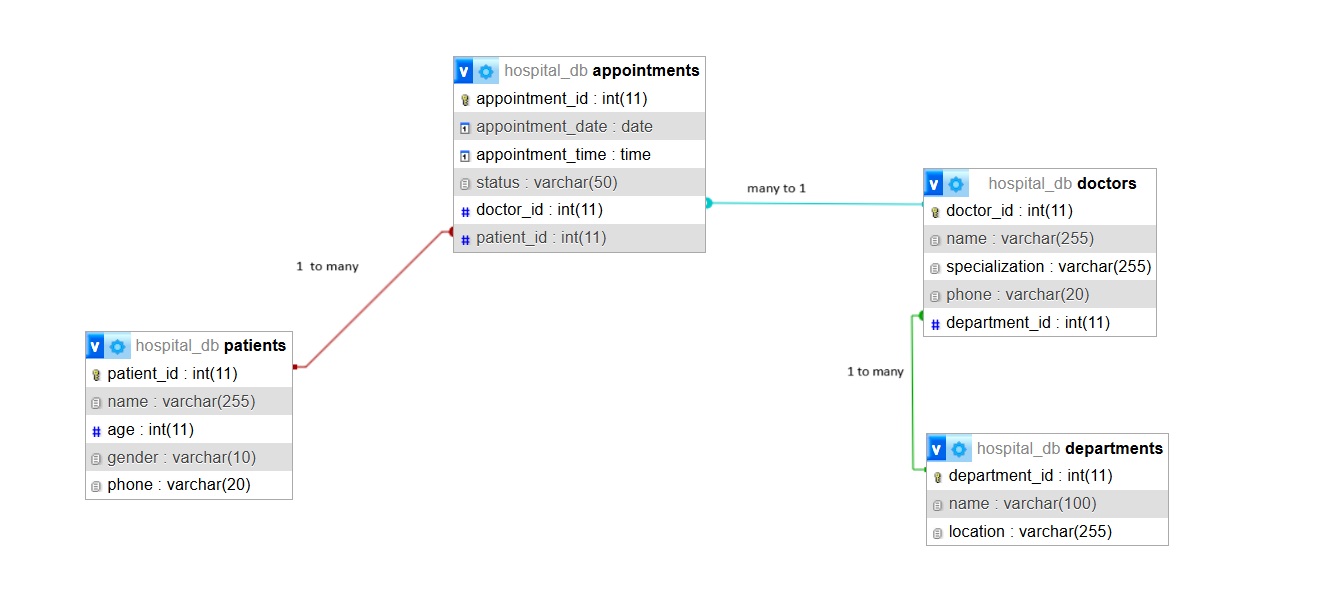 hospital_db appointments
appointment_id : int(11)
appointment_date : date
appointment_time : time
status : varchar(50)
doctor_id : int(11)
patient_id : int(11)
many to 1
v hospital_db doctors
doctor_id : int(11)
name : varchar(255)
specialization : varchar(255)
phone : varchar(20)
department_id : int(11)
1 to many
v hospital_db patients
patient_id : int(11)
name : varchar(255)
age : int(11)
gender : varchar(10)
phone : varchar(20)
1 to many
v hospital_db departments
department_id : int(11)
name : varchar(100)
location : varchar(255)